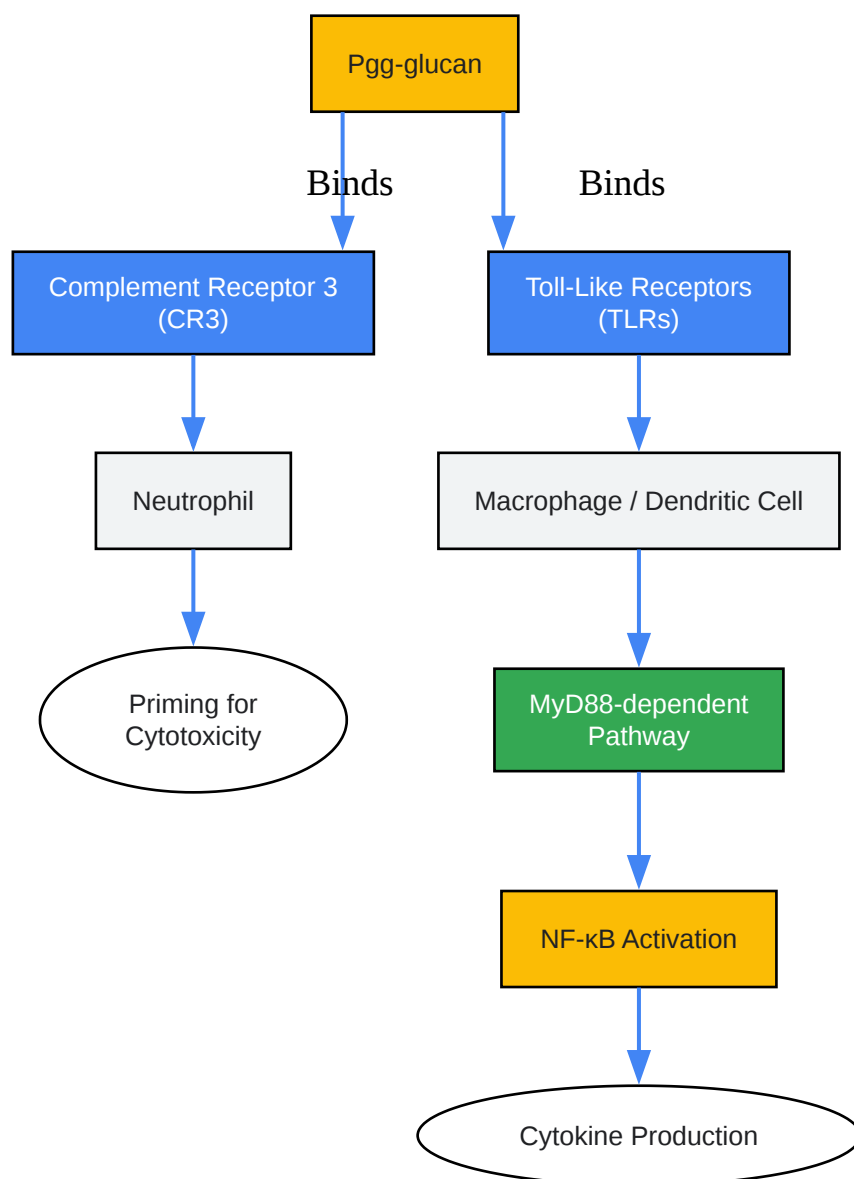 Pgg-glucan
Binds
Binds
Complement Receptor 3
(CR3)
Toll-Like Receptors
(TLRs)
Neutrophil
Macrophage / Dendritic Cell
Priming for
Cytotoxicity
MyD88-dependent
Pathway
NF-κB Activation
Cytokine Production